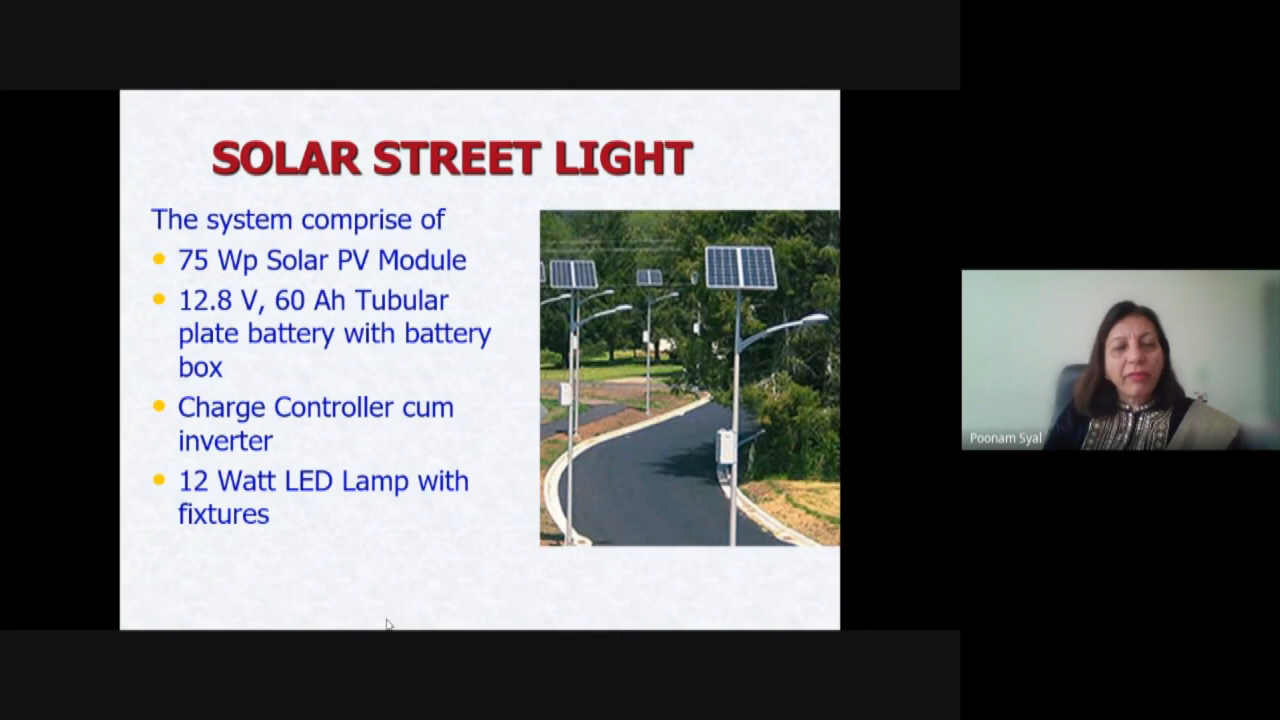 SOLAR STREET LIGHT
The system comprise of
75 Wp Solar PV Module
12.8 V, 60 Ah Tubular
plate battery with battery
box
Charge Controller cum
inverter
12 Watt LED Lamp with
fixtures
Poonam Syal